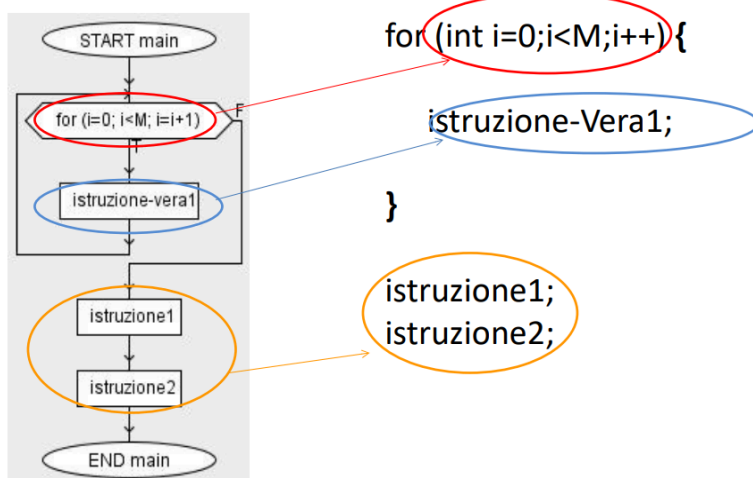 START main
for (i=0; i<M; i=i+1)
F
T
istruzione-vera1
istruzione1
istruzione2
END main
for (int i=0;i<M;i++) {
istruzione-Vera1;
}
istruzione1;
istruzione2;